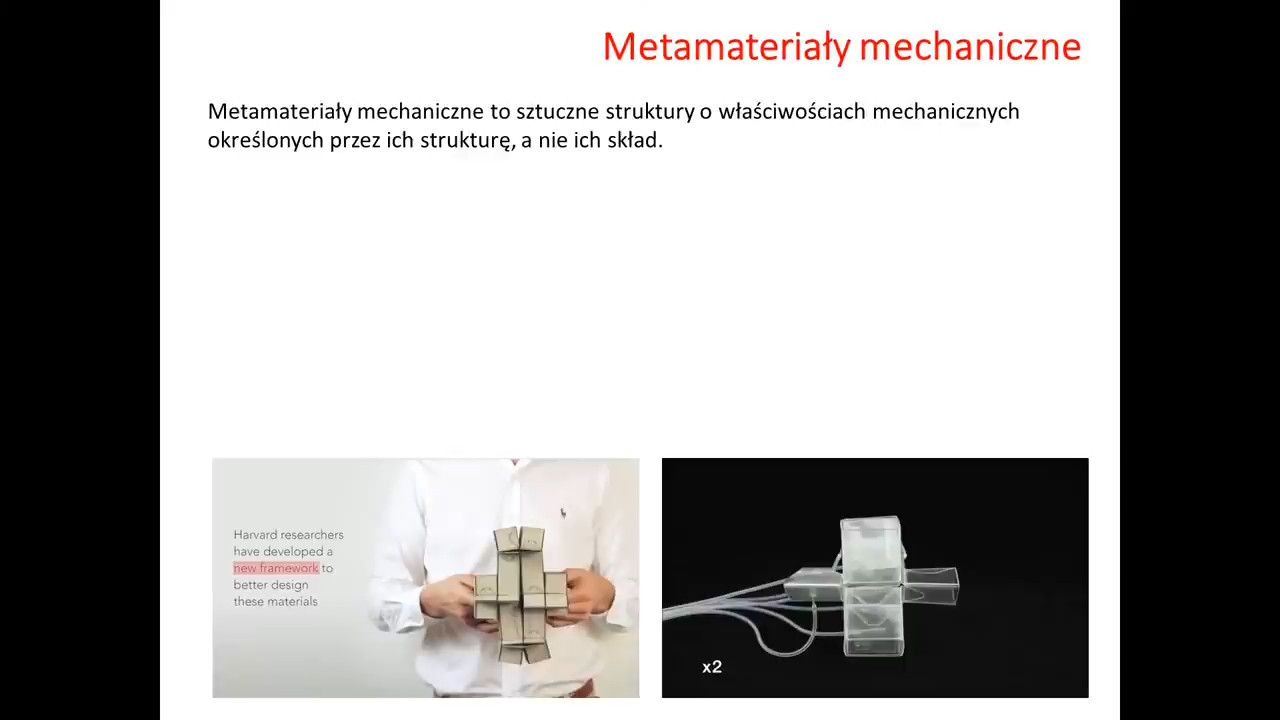 Metamateriały mechaniczne
Metamateriały mechaniczne to sztuczne struktury o właściwościach mechanicznych
określonych przez ich strukturę, a nie ich skład.
Harvard researchers
have developed a
new framework to
better design
these materials
x2